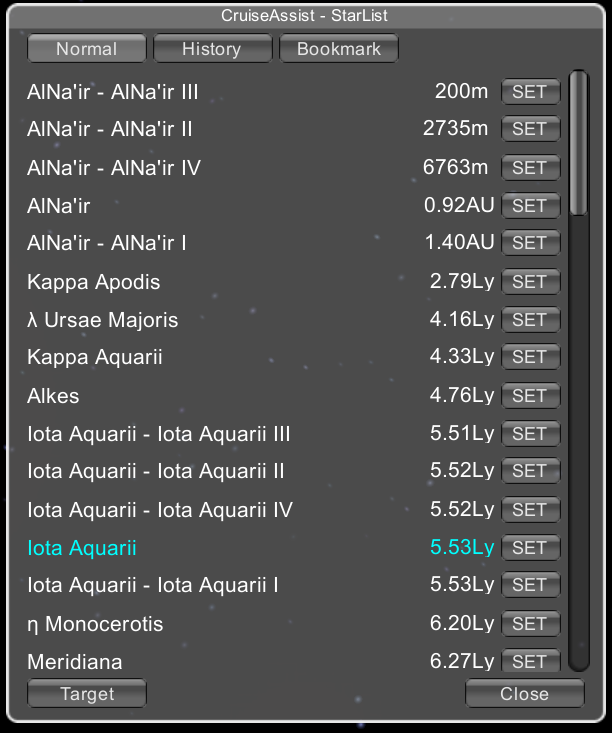 CruiseAssist - StarList
Normal History Bookmark
AlNa'ir - AlNa'ir III 200m SET
AlNa'ir - AlNa'ir II 2735m SET
AlNa'ir - AlNa'ir IV 6763m SET
AlNa'ir 0.92AU SET
AlNa'ir - AlNa'ir I 1.40AU SET
Kappa Apodis 2.79Ly SET
λ Ursae Majoris 4.16Ly SET
Kappa Aquarii 4.33Ly SET
Alkes 4.76Ly SET
Iota Aquarii - Iota Aquarii III 5.51Ly SET
Iota Aquarii - Iota Aquarii II 5.52Ly SET
Iota Aquarii - Iota Aquarii IV 5.52Ly SET
Iota Aquarii 5.53Ly SET
Iota Aquarii - Iota Aquarii I 5.53Ly SET
η Monocerotis 6.20Ly SET
Meridiana 6.27Ly SET
Target Close